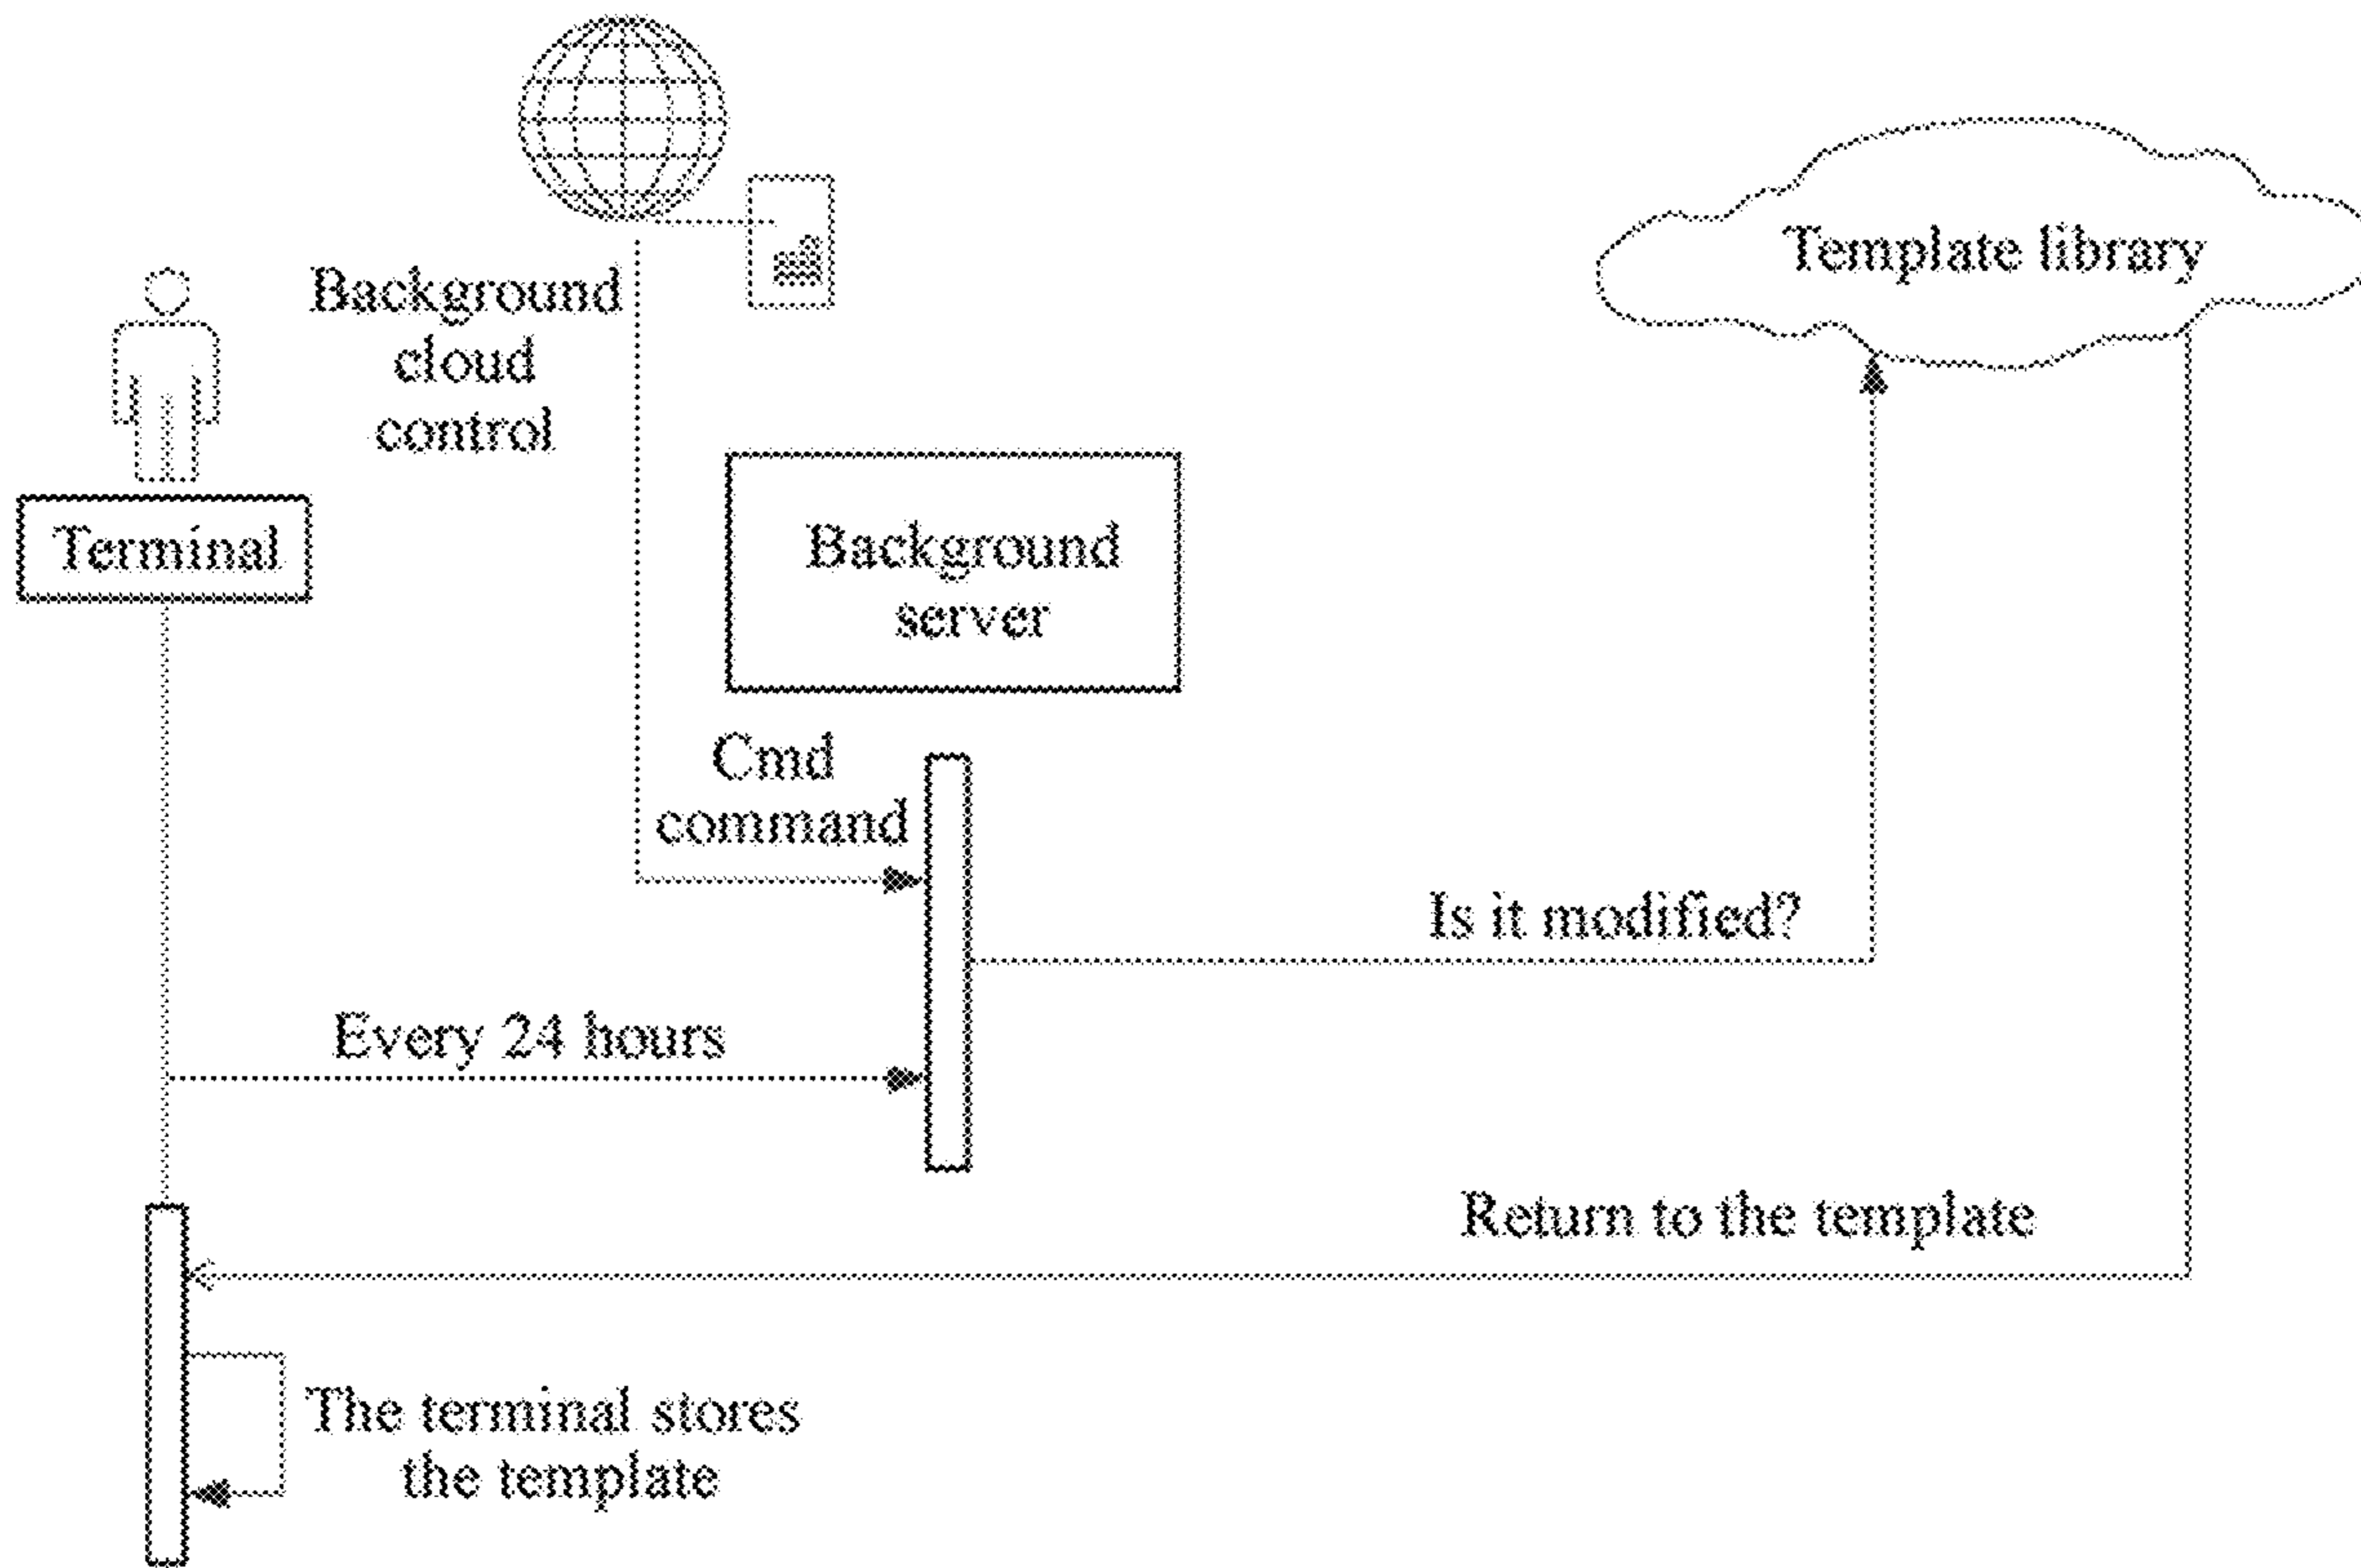 Background
cloud
control
Template library
Terminal
Background
server
Cmd
command
Is it modified?
Every 24 hours
Return to the template
The terminal stores
the template